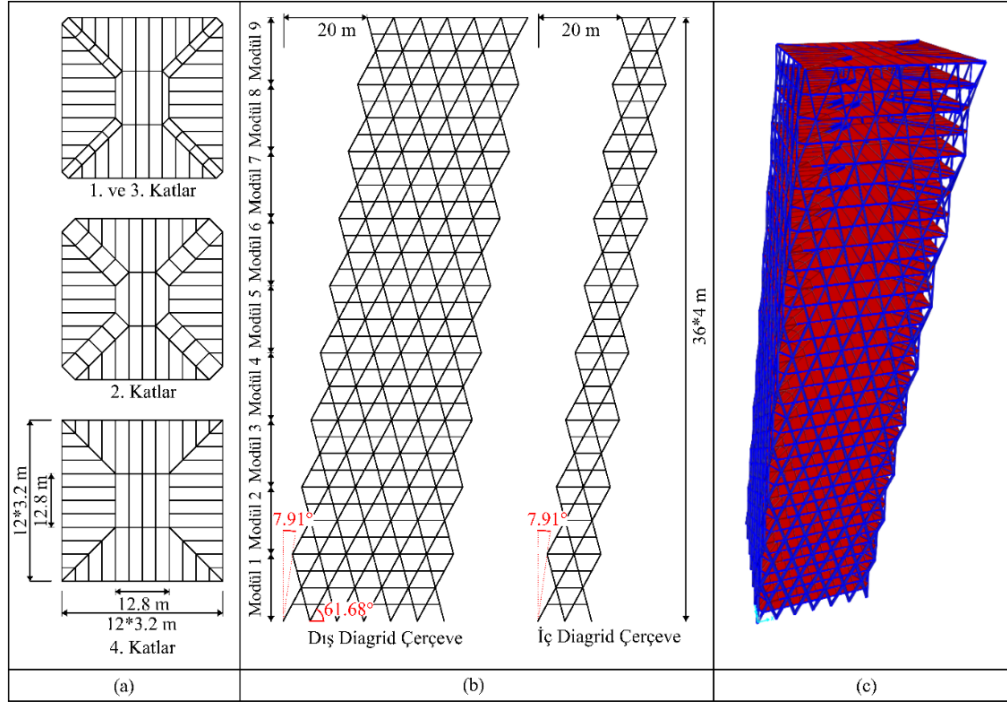 1. ve 3. Katlar
2. Katlar
12*3.2 m
12.8 m
12.8 m
12*3.2 m
4. Katlar
20 m
20 m
Modül 9
Modül 8
Modül 7
Modül 6
Modül 5
Modül 4
Modül 3
Modül 2
Modül 1
7.91°
61.68°
7.91°
36*4 m
Dış Diagrid Çerçeve
İç Diagrid Çerçeve
(a)
(b)
(c)